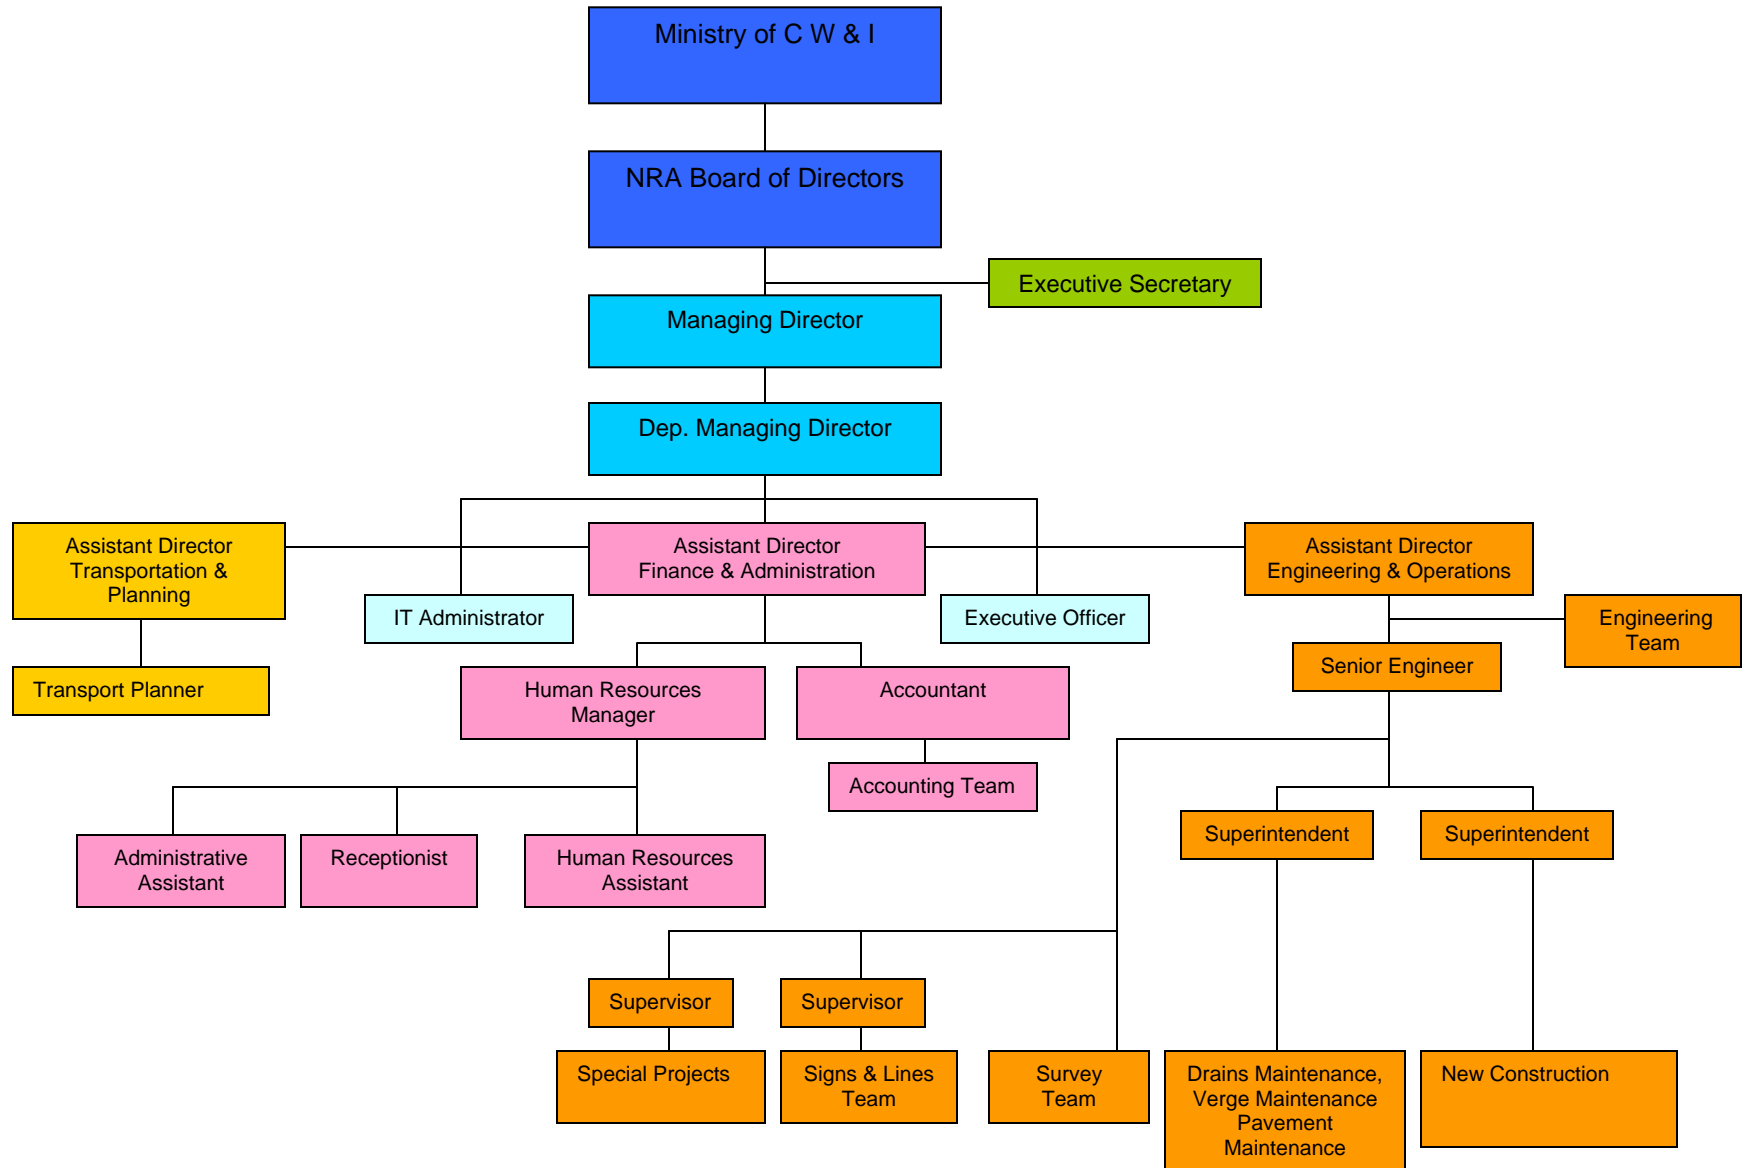 Ministry of C W & I
NRA Board of Directors
Executive Secretary
Managing Director
Dep. Managing Director
Assistant Director
Transportation &
Planning
Assistant Director
Finance & Administration
Assistant Director
Engineering & Operations
IT Administrator
Executive Officer
Engineering
Team
Transport Planner
Human Resources
Manager
Accountant
Senior Engineer
Accounting Team
Administrative
Assistant
Receptionist
Human Resources
Assistant
Superintendent
Superintendent
Supervisor
Supervisor
Special Projects
Signs & Lines
Team
Survey
Team
Drains Maintenance,
Verge Maintenance
Pavement
Maintenance
New Construction